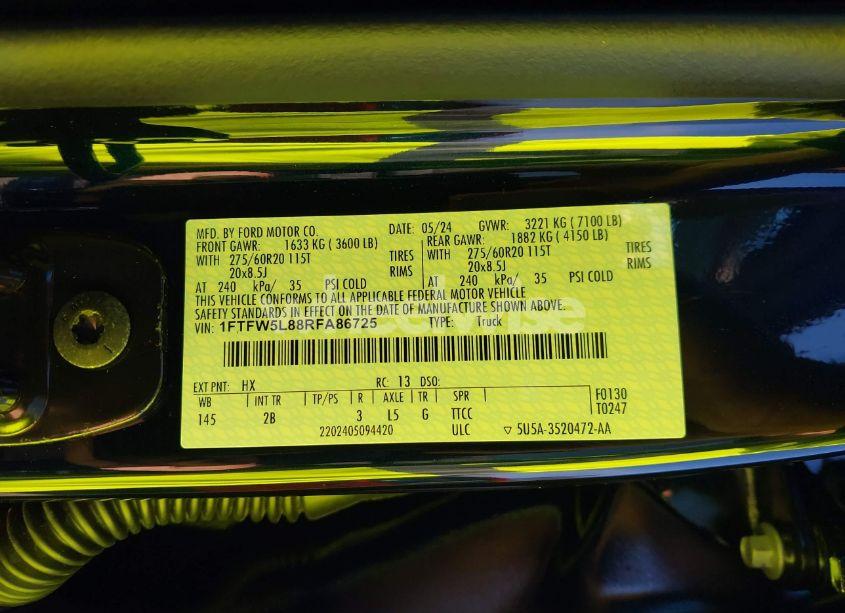 MFD. BY FORD MOTOR CO. DATE: 05/24 GVWR: 3221 KG ( 7100 LB)
FRONT GAWR: 1633 KG ( 3600 LB) REAR GAWR: 1882 KG ( 4150 LB)
WITH 275/60R20 115T TIRES WITH 275/60R20 115T TIRES
20x8.5J RIMS 20x8.5J RIMS
AT 240 kPa/ 35 PSI COLD AT 240 kPa/ 35 PSI COLD
THIS VEHICLE CONFORMS TO ALL APPLICABLE FEDERAL MOTOR VEHICLE
SAFETY STANDARDS IN EFFECT ON THE DATE OF MANUFACTURE SHOWN ABOVE.
VIN: 1FTFW5L88RFA86725 TYPE: Truck
EXT PNT: HX RC: 13 DSO:
WB INT TR TP/PS R AXLE TR SPR F0130
145 2B 3 L5 G TTCC T0247
2202405094420 ULC ▽ 5U5A-3520472-AA